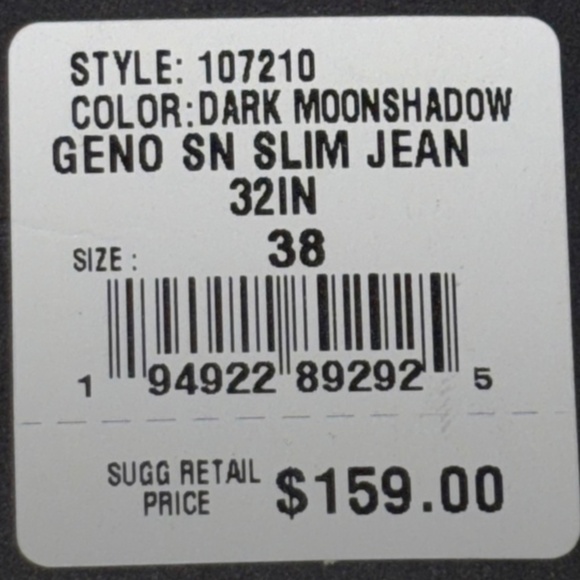 STYLE: 107210
COLOR: DARK MOONSHADOW
GENO SN SLIM JEAN
32IN
SIZE: 38
1 94922 89292 5
SUGG RETAIL PRICE $159.00